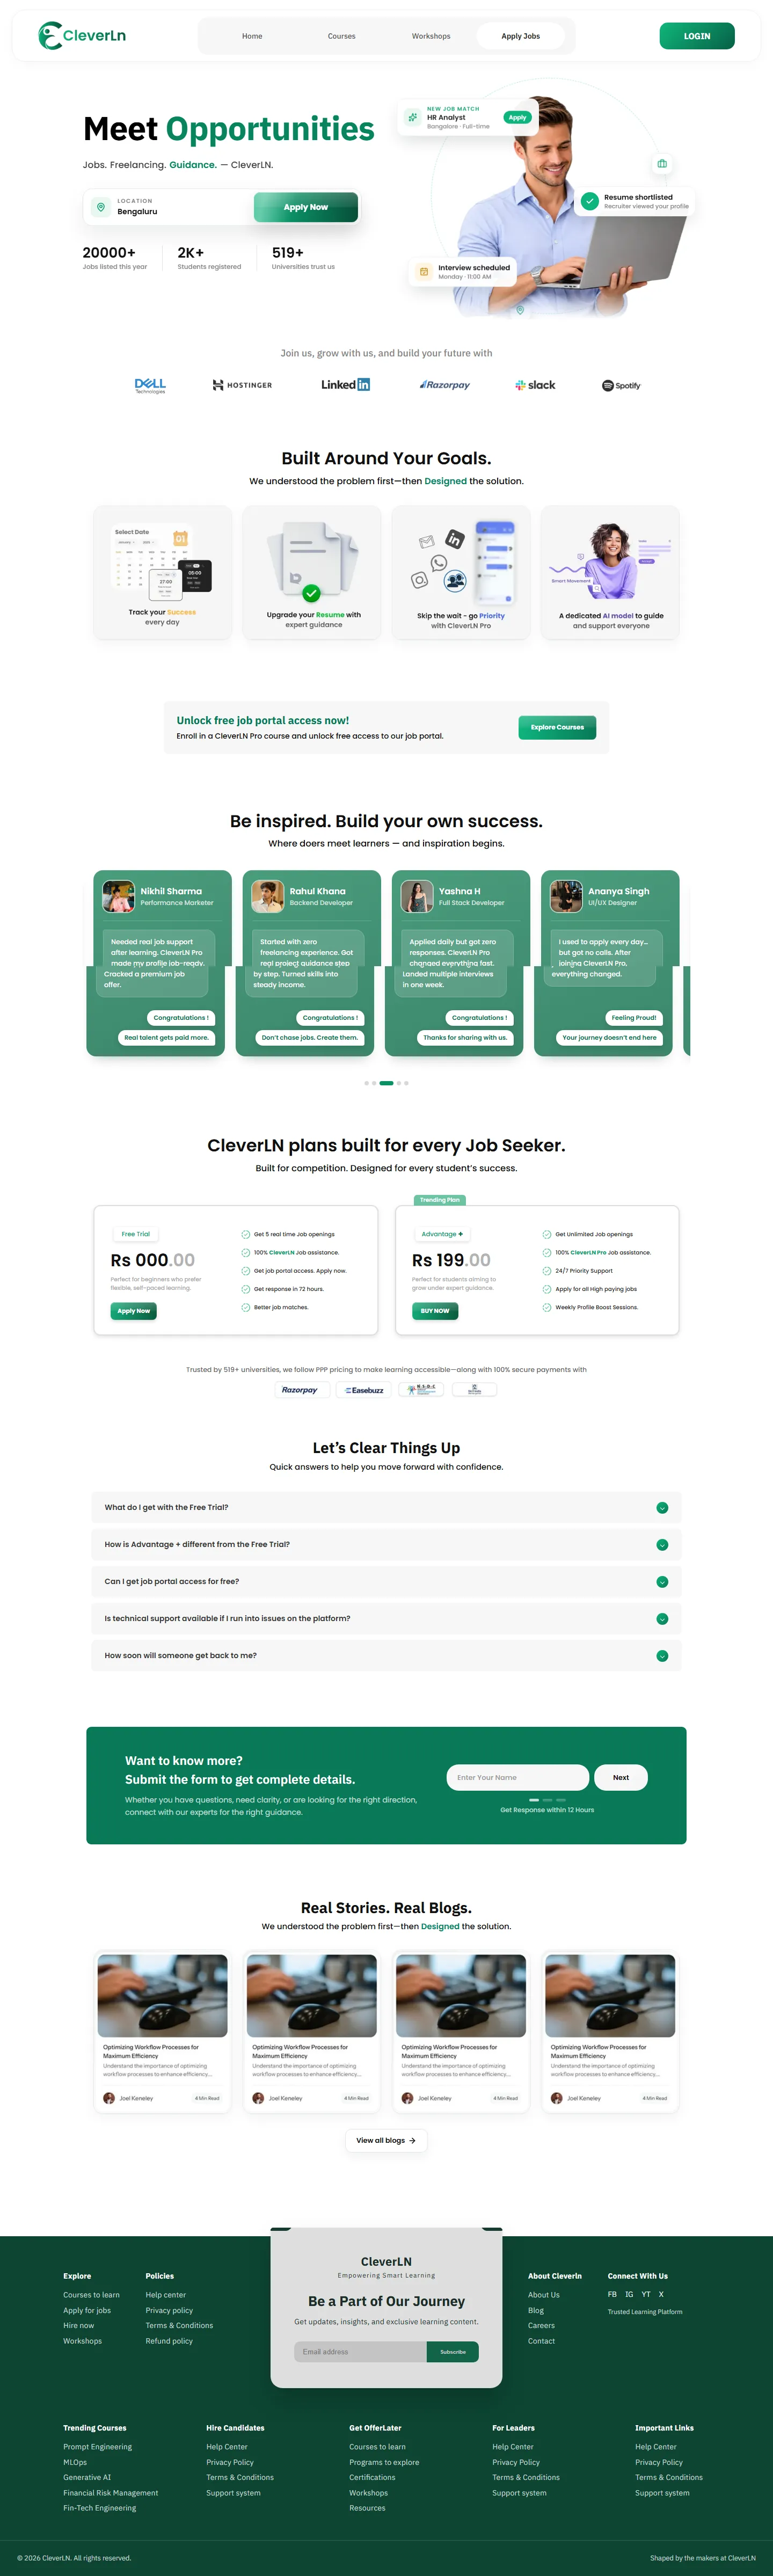 CleverLn
Home
Courses
Workshops
Apply Jobs
LOGIN
Meet Opportunities
Jobs. Freelancing. Guidance. — CleverLN.
LOCATION
Bengaluru
Apply Now
20000+
Jobs listed this year
2K+
Students registered
519+
Universities trust us
NEW JOB MATCH
HR Analyst
Bangalore · Full-time
Apply
Resume shortlisted
Recruiter viewed your profile
Interview scheduled
Monday · 11:00 AM
Join us, grow with us, and build your future with
DELL
Technologies
HOSTINGER
Linked in
Razorpay
slack
Spotify
Built Around Your Goals.
We understood the problem first—then Designed the solution.
Select Date
01
05:00
27:00
Track your Success
every day
Upgrade your Resume with
expert guidance
in
Skip the wait - go Priority
with CleverLN Pro
Smart Movement
A dedicated AI model to guide
and support everyone
Unlock free job portal access now!
Enroll in a CleverLN Pro course and unlock free access to our job portal.
Explore Courses
Be inspired. Build your own success.
Where doers meet learners — and inspiration begins.
Nikhil Sharma
Performance Marketer
Needed real job support
after learning. CleverLN Pro
made my profile job-ready.
Cracked a premium job
offer.
Congratulations !
Real talent gets paid more.
Rahul Khana
Backend Developer
Started with zero
freelancing experience. Got
real project guidance step
by step. Turned skills into
steady income.
Congratulations !
Don't chase jobs. Create them.
Yashna H
Full Stack Developer
Applied daily but got zero
responses. CleverLN Pro
changed everything fast.
Landed multiple interviews
in one week.
Congratulations !
Thanks for sharing with us.
Ananya Singh
UI/UX Designer
I used to apply every day...
but got no calls. After
joining CleverLN Pro,
everything changed.
Feeling Proud!
Your journey doesn't end here
CleverLN plans built for every Job Seeker.
Built for competition. Designed for every student's success.
Free Trial
Rs 000.00
Perfect for beginners who prefer
flexible, self-paced learning.
Apply Now
Get 5 real time Job openings
100% CleverLN Job assistance.
Get job portal access. Apply now.
Get response in 72 hours.
Better job matches.
Trending Plan
Advantage +
Rs 199.00
Perfect for students aiming to
grow under expert guidance.
BUY NOW
Get Unlimited Job openings
100% CleverLN Pro Job assistance.
24/7 Priority Support
Apply for all High paying jobs
Weekly Profile Boost Sessions.
Trusted by 519+ universities, we follow PPP pricing to make learning accessible—along with 100% secure payments with
Razorpay
Easebuzz
Let's Clear Things Up
Quick answers to help you move forward with confidence.
What do I get with the Free Trial?
How is Advantage + different from the Free Trial?
Can I get job portal access for free?
Is technical support available if I run into issues on the platform?
How soon will someone get back to me?
Want to know more?
Submit the form to get complete details.
Whether you have questions, need clarity, or are looking for the right direction,
connect with our experts for the right guidance.
Enter Your Name
Next
Get Response within 12 Hours
Real Stories. Real Blogs.
We understood the problem first—then Designed the solution.
Optimizing Workflow Processes for
Maximum Efficiency
Understand the importance of optimizing
workflow processes to enhance efficiency...
Joel Keneley
4 Min Read
Optimizing Workflow Processes for
Maximum Efficiency
Understand the importance of optimizing
workflow processes to enhance efficiency...
Joel Keneley
4 Min Read
Optimizing Workflow Processes for
Maximum Efficiency
Understand the importance of optimizing
workflow processes to enhance efficiency...
Joel Keneley
4 Min Read
Optimizing Workflow Processes for
Maximum Efficiency
Understand the importance of optimizing
workflow processes to enhance efficiency...
Joel Keneley
4 Min Read
View all blogs →
Explore
Courses to learn
Apply for jobs
Hire now
Workshops
Policies
Help center
Privacy policy
Terms & Conditions
Refund policy
CleverLN
Empowering Smart Learning
Be a Part of Our Journey
Get updates, insights, and exclusive learning content.
Email address
Subscribe
About Cleverln
About Us
Blog
Careers
Contact
Connect With Us
FB IG YT X
Trusted Learning Platform
Trending Courses
Prompt Engineering
MLOps
Generative AI
Financial Risk Management
Fin-Tech Engineering
Hire Candidates
Help Center
Privacy Policy
Terms & Conditions
Support system
Get OfferLater
Courses to learn
Programs to explore
Certifications
Workshops
Resources
For Leaders
Help Center
Privacy Policy
Terms & Conditions
Support system
Important Links
Help Center
Privacy Policy
Terms & Conditions
Support system
© 2026 CleverLN. All rights reserved.
Shaped by the makers at CleverLN